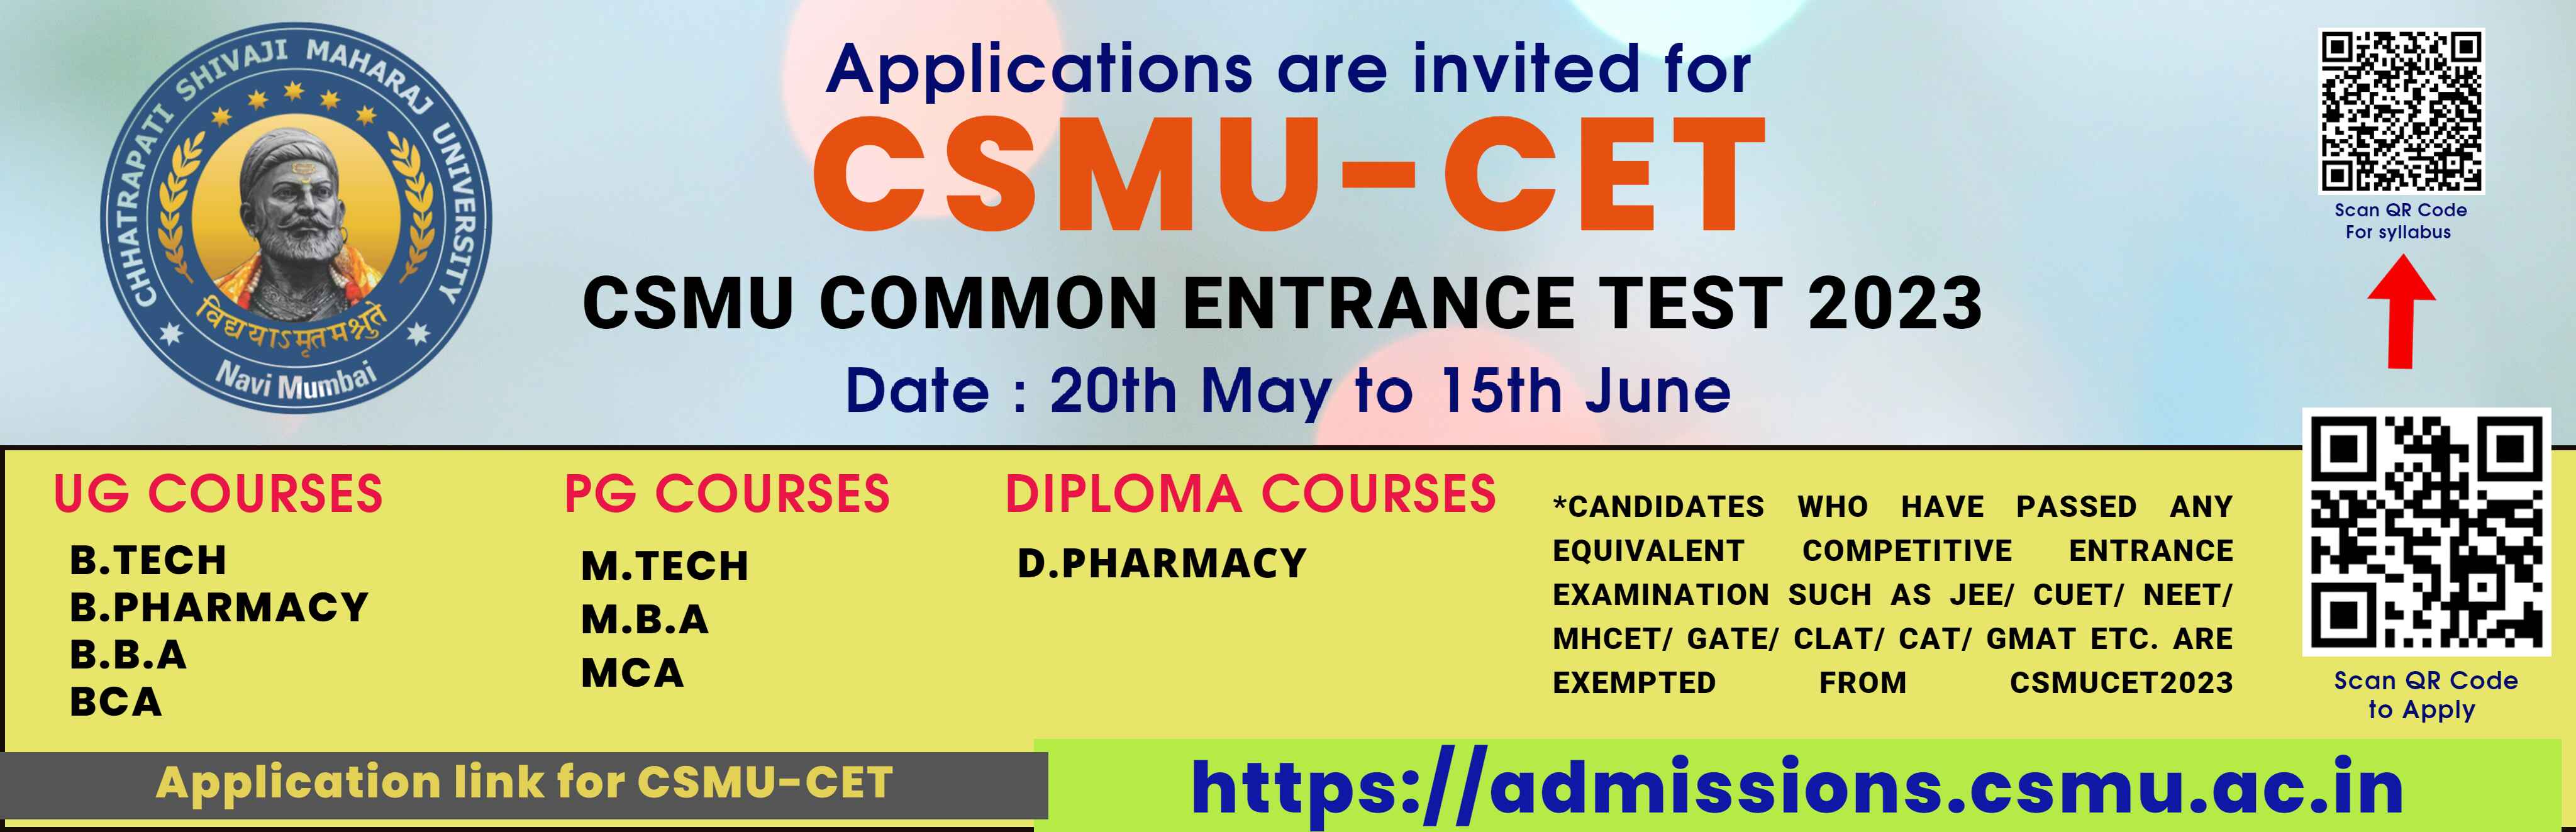 CHHATRAPATI SHIVAJI MAHARAJ UNIVERSITY
विद्ययाऽमृतमश्नुते
Navi Mumbai
Applications are invited for
CSMU-CET
CSMU COMMON ENTRANCE TEST 2023
Date : 20th May to 15th June
Scan QR Code
For syllabus
UG COURSES
B.TECH
B.PHARMACY
B.B.A
BCA
PG COURSES
M.TECH
M.B.A
MCA
DIPLOMA COURSES
D.PHARMACY
*CANDIDATES WHO HAVE PASSED ANY
EQUIVALENT COMPETITIVE ENTRANCE
EXAMINATION SUCH AS JEE/ CUET/ NEET/
MHCET/ GATE/ CLAT/ CAT/ GMAT ETC. ARE
EXEMPTED FROM CSMUCET2023
Scan QR Code
to Apply
Application link for CSMU-CET
https://admissions.csmu.ac.in